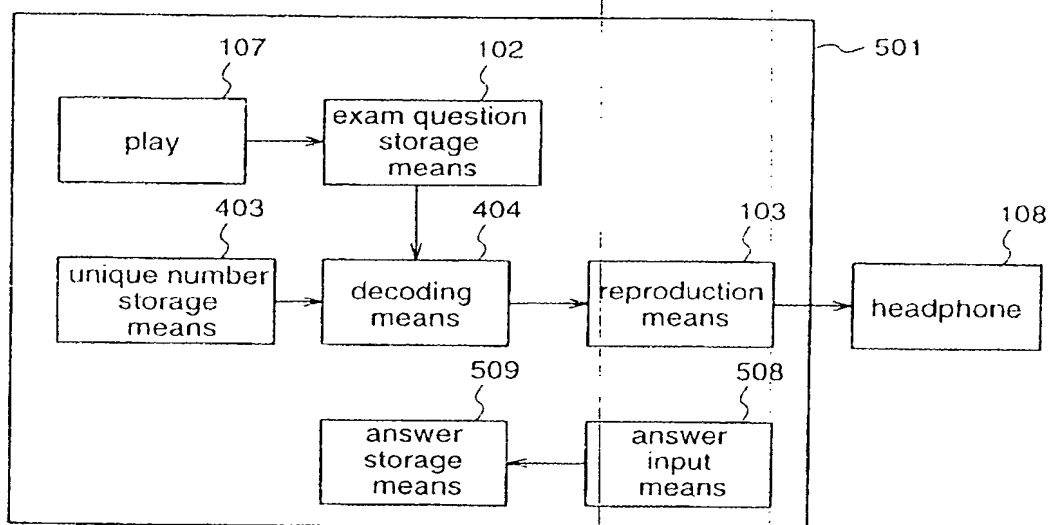 107
102
501
play
exam question
storage
means
403
404
103
108
unique number
storage
means
decoding
means
reproduction
means
headphone
509
508
answer
storage
means
answer
input
means